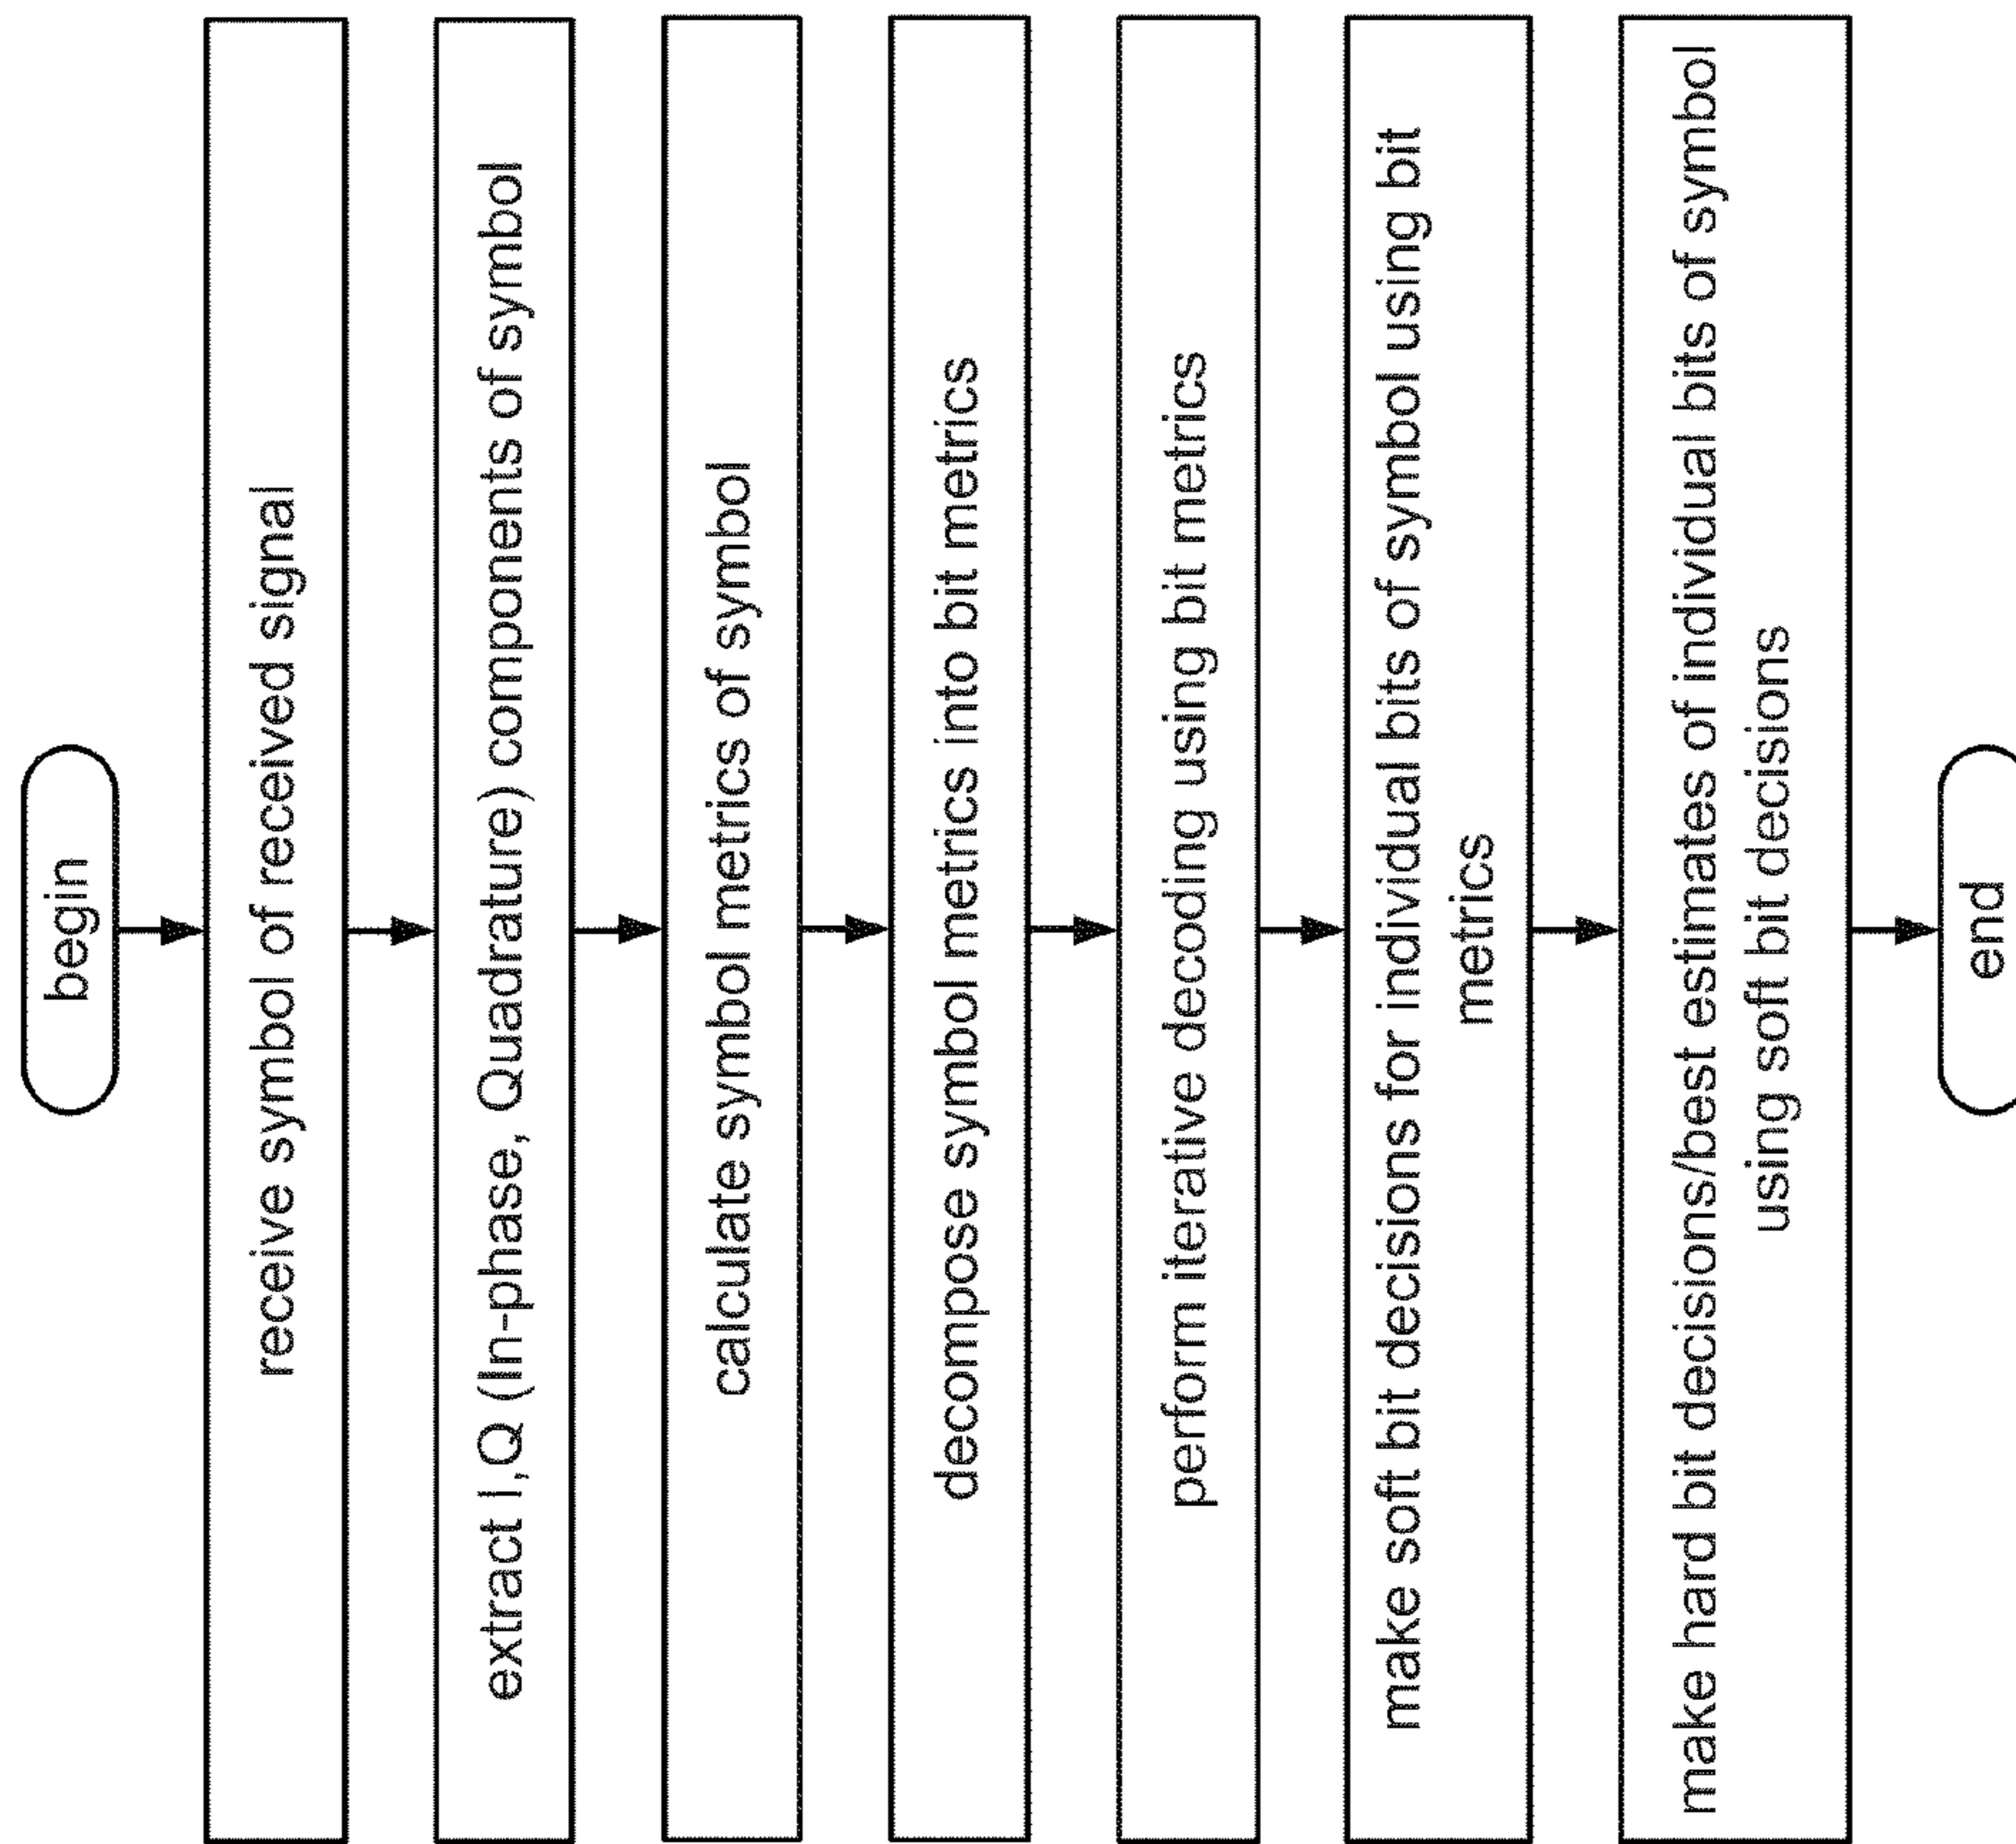 begin
receive symbol of received signal
extract I,Q (In-phase, Quadrature) components of symbol
calculate symbol metrics of symbol
decompose symbol metrics into bit metrics
perform iterative decoding using bit metrics
make soft bit decisions for individual bits of symbol using bit
metrics
make hard bit decisions/best estimates of individual bits of symbol
using soft bit decisions
end